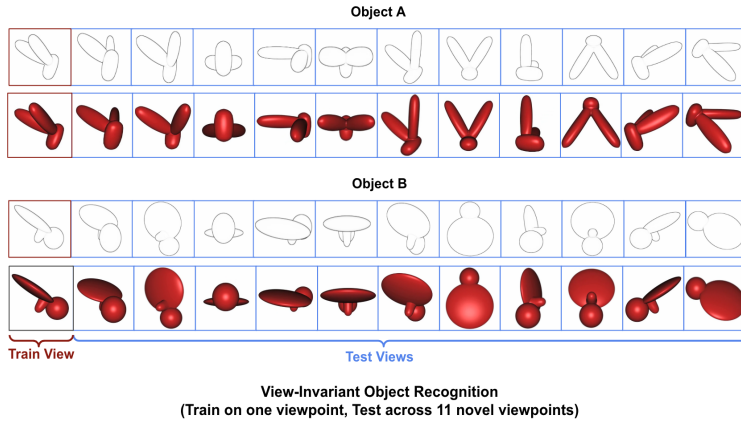 Object A
Object B
Train View
Test Views
View-Invariant Object Recognition
(Train on one viewpoint, Test across 11 novel viewpoints)